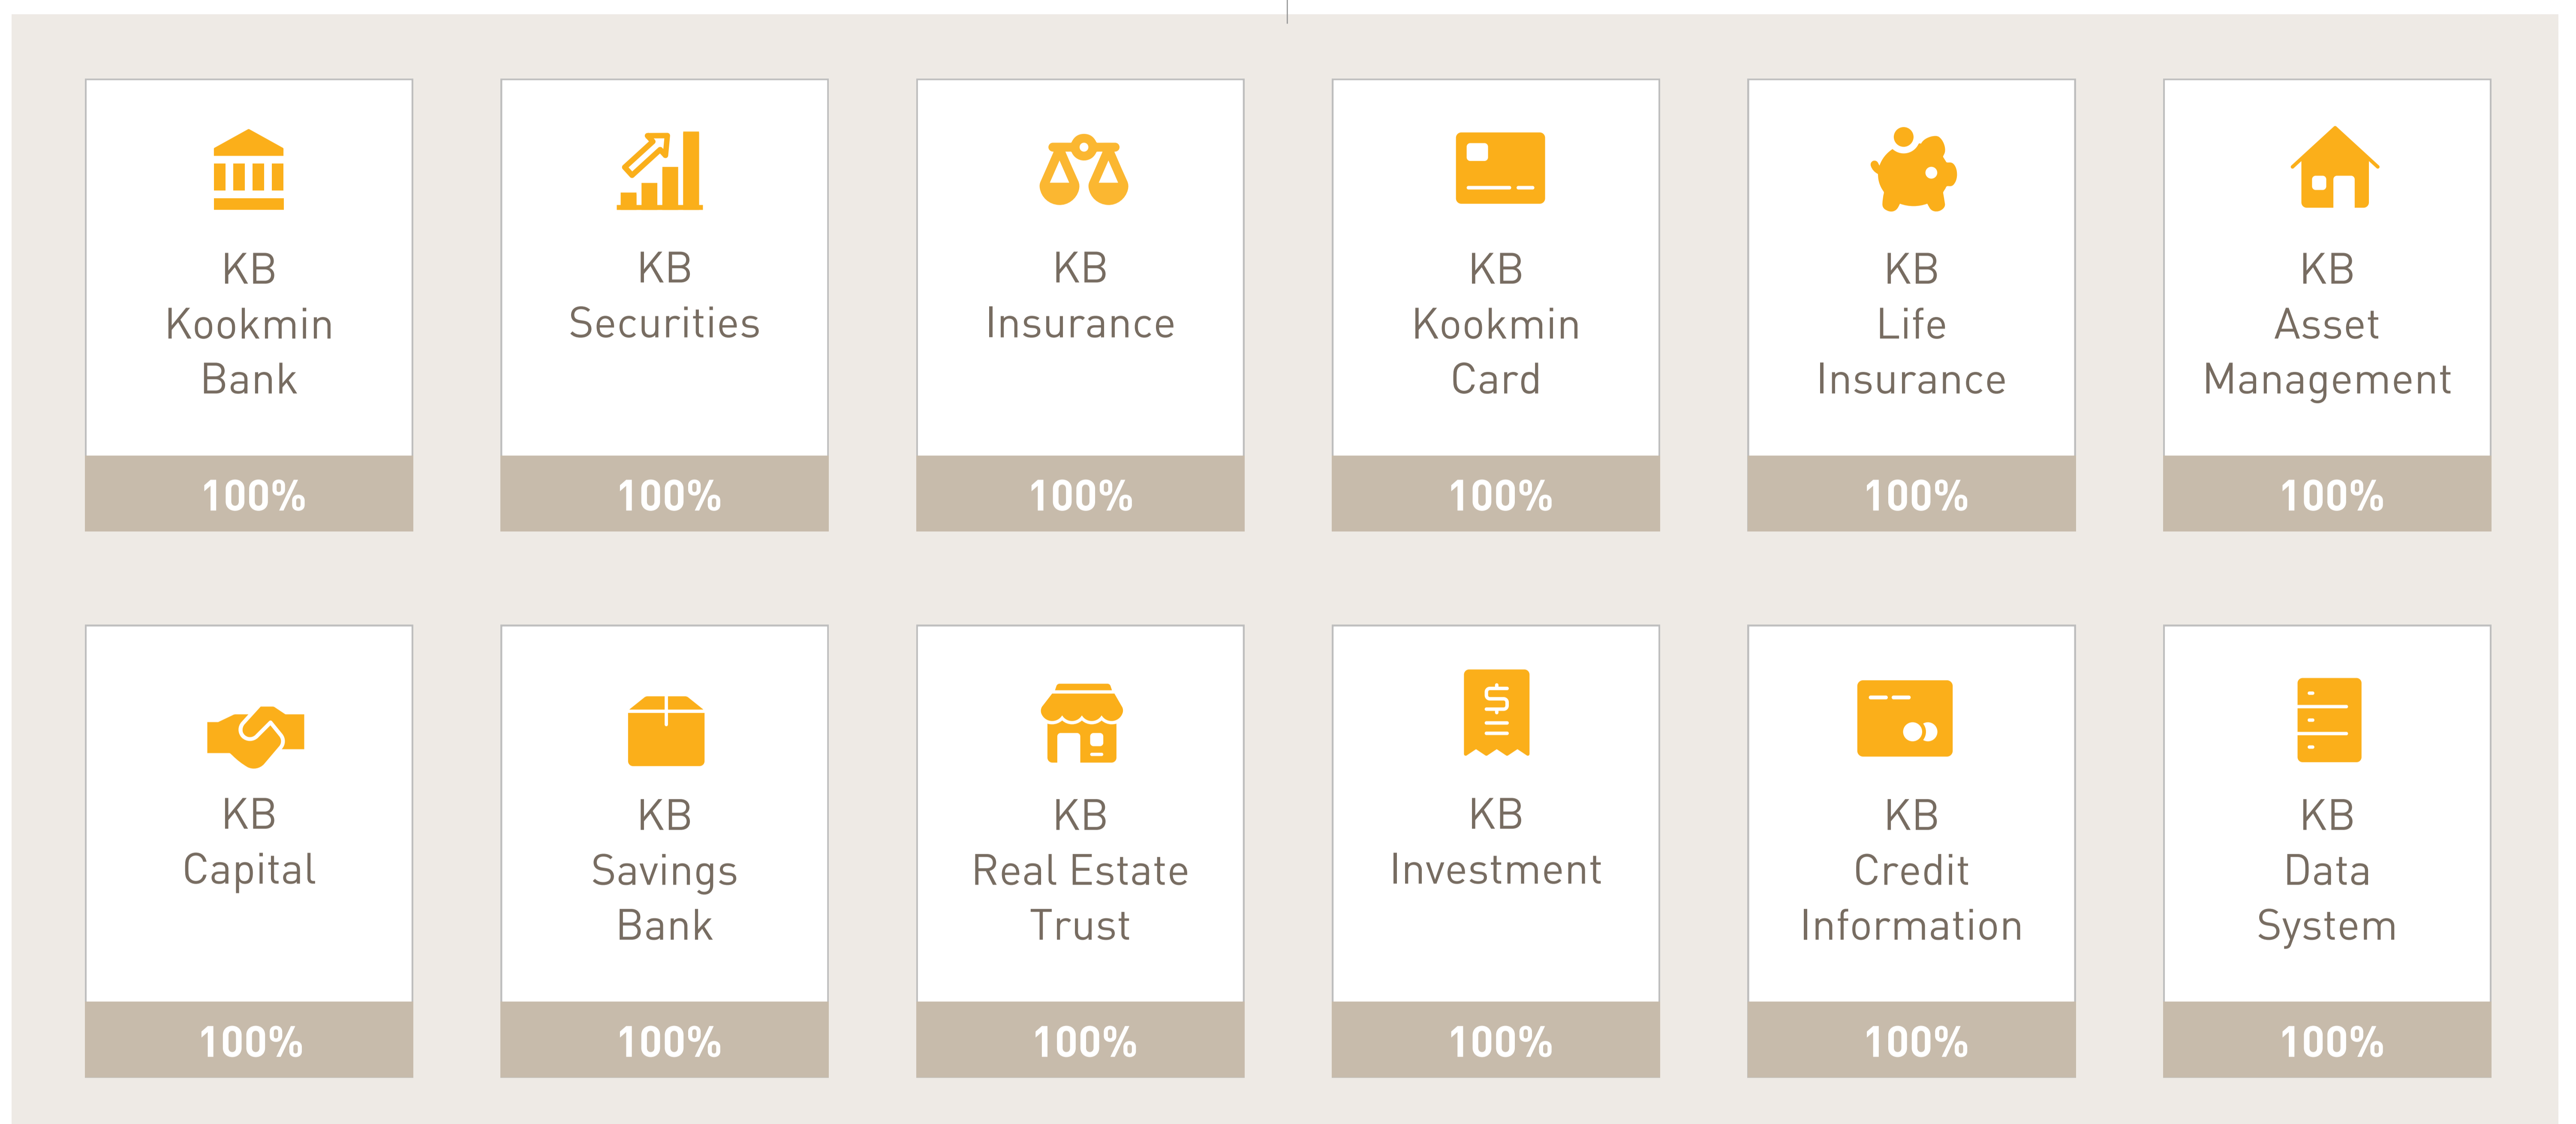 KB
Kookmin
Bank
100%
KB
Securities
100%
KB
Insurance
100%
KB
Kookmin
Card
100%
KB
Life
Insurance
100%
KB
Asset
Management
100%
KB
Capital
100%
KB
Savings
Bank
100%
KB
Real Estate
Trust
100%
KB
Investment
100%
KB
Credit
Information
100%
KB
Data
System
100%